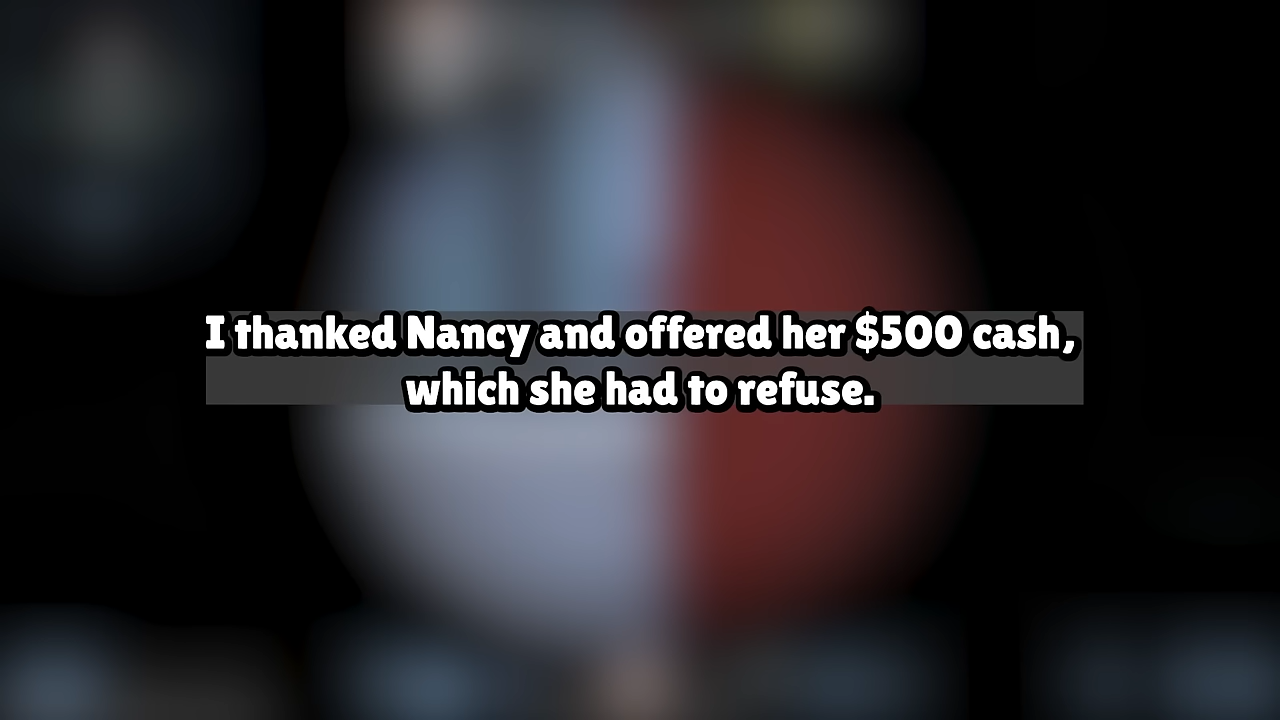 I thanked Nancy and offered her $500 cash,
which she had to refuse.